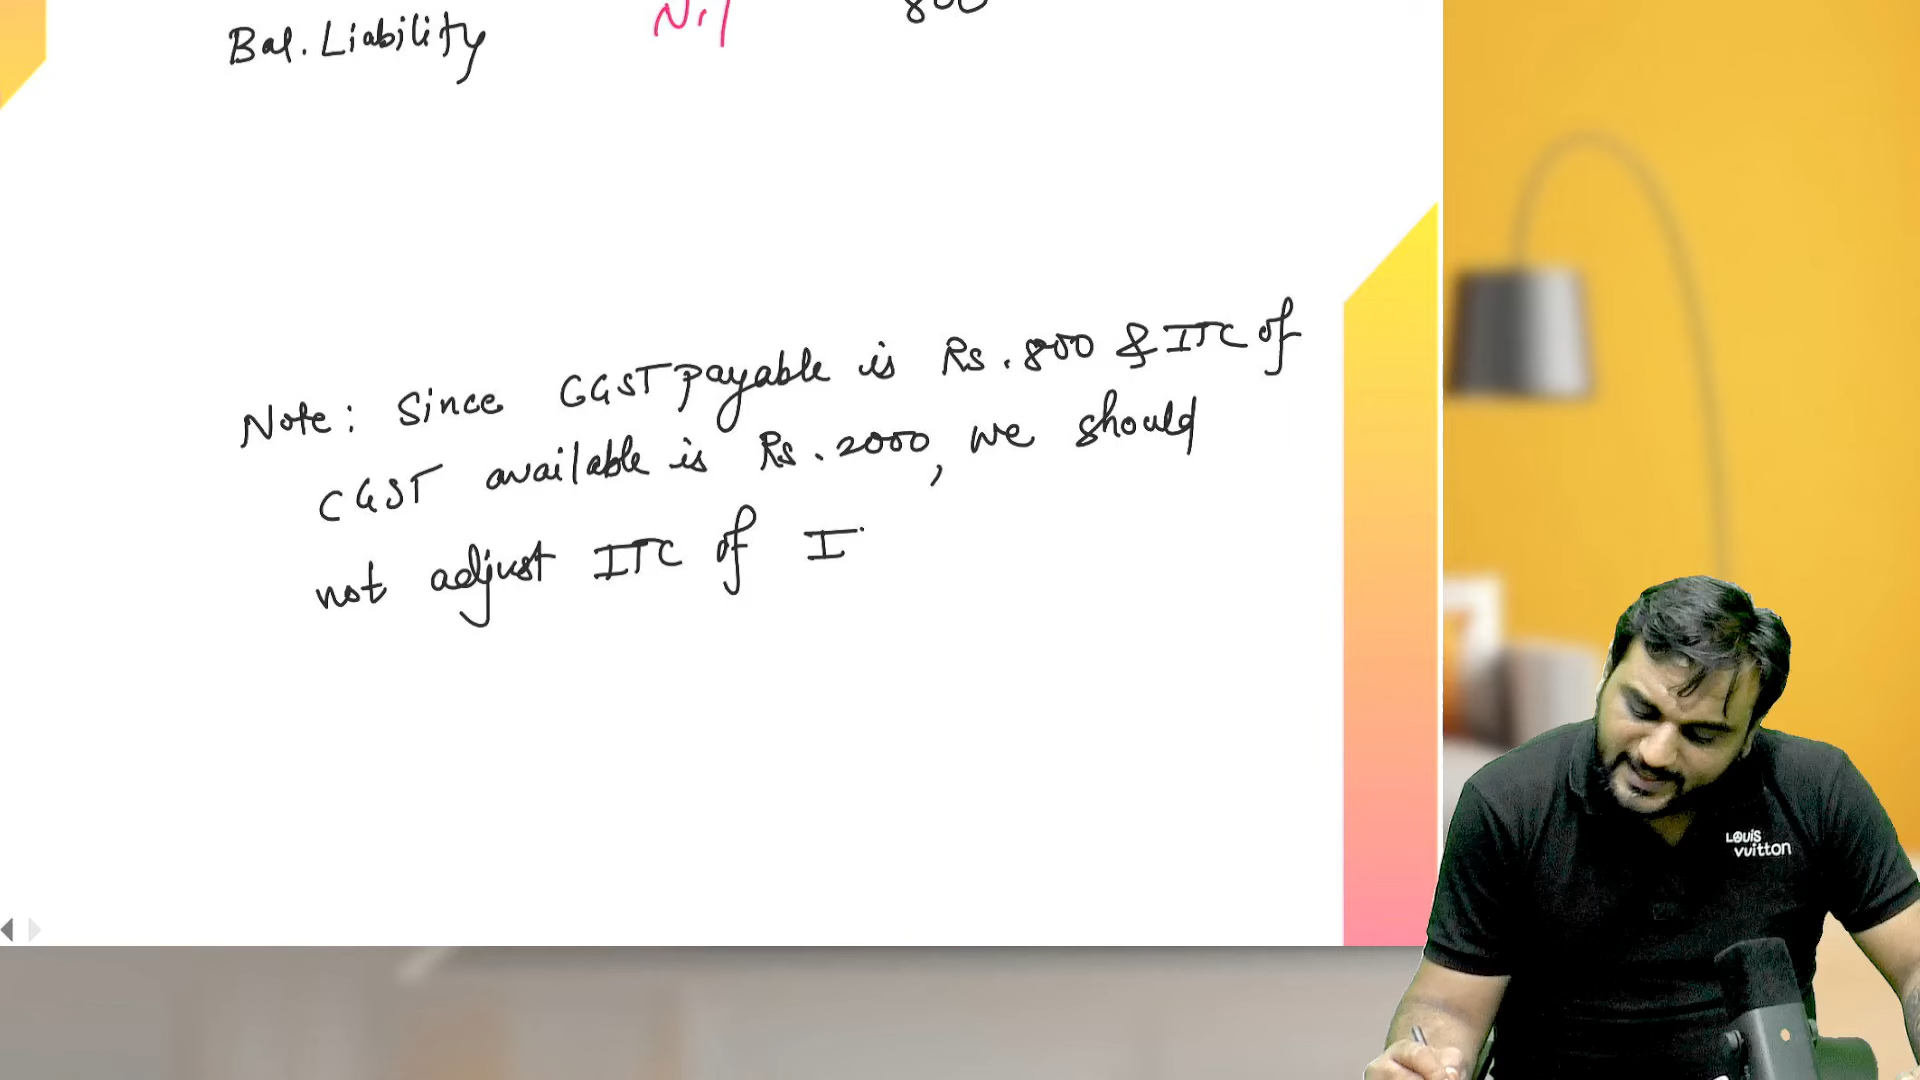 Bal. Liability Nil 800
Note: Since CGST payable is Rs. 800 & ITC of
CGST available is Rs. 2000, we should
not adjust ITC of I
Louis
vuitton